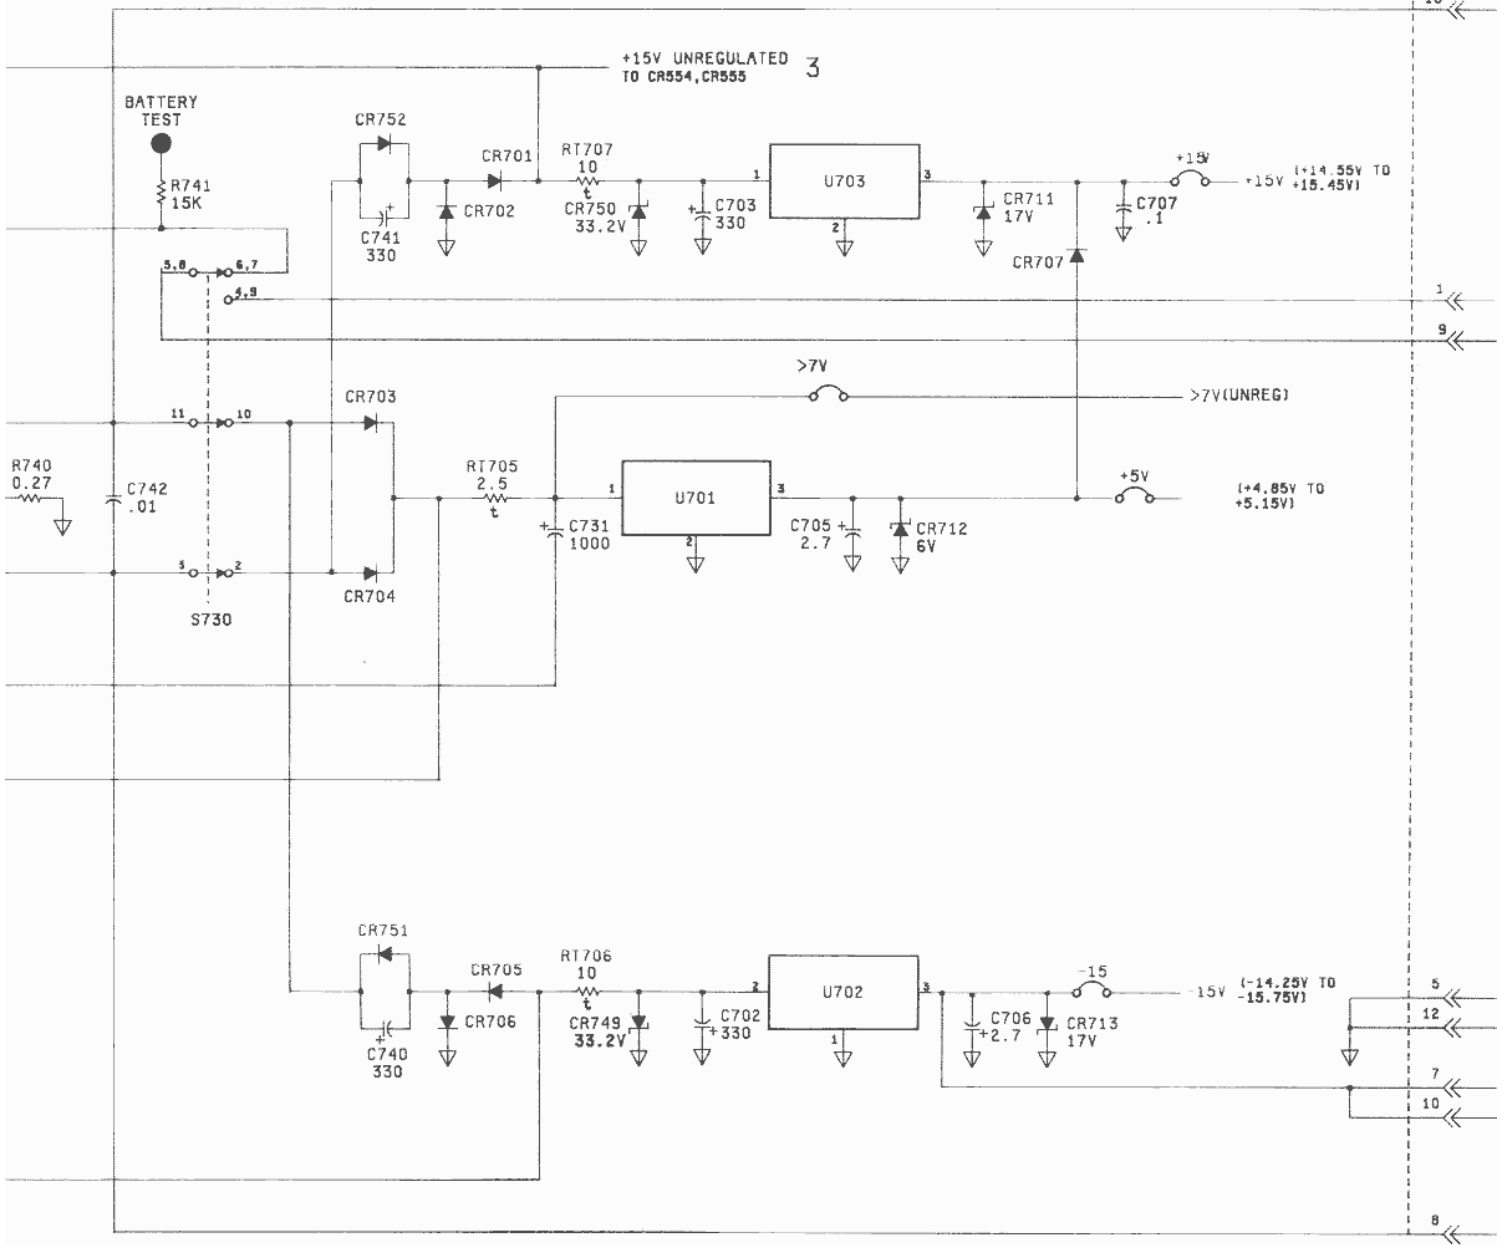 +15V UNREGULATED
TO CR554,CR555
3
BATTERY
TEST
R741
15K
CR752
C741
+
330
CR701
CR702
RT707
10
t
CR750
33.2V
+
C703
330
1
U703
3
2
CR711
17V
CR707
C707
.1
+15V
+15V
(+14.55V TO
+15.45V)
5,8
6,7
4,9
1
9
>7V
>7V(UNREG)
11
10
CR703
R740
0.27
C742
.01
RT705
2.5
t
+
C731
1000
1
U701
3
2
C705
+
2.7
CR712
6V
+5V
(+4.85V TO
+5.15V)
3
2
CR704
S730
CR751
C740
+
330
CR705
CR706
RT706
10
t
CR749
33.2V
C702
+
330
2
U702
3
1
C706
+2.7
CR713
17V
-15
-15V
(-14.25V TO
-15.75V)
5
12
7
10
8